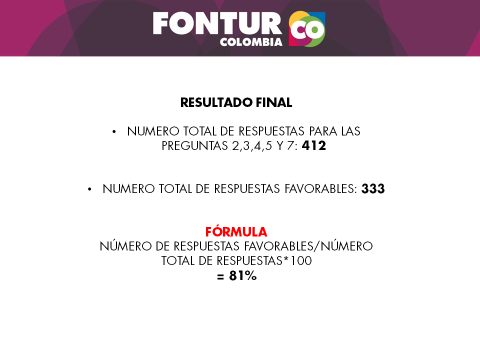 FONTUR CO
COLOMBIA
RESULTADO FINAL
• NUMERO TOTAL DE RESPUESTAS PARA LAS
PREGUNTAS 2,3,4,5 Y 7: 412
• NUMERO TOTAL DE RESPUESTAS FAVORABLES: 333
FÓRMULA
NÚMERO DE RESPUESTAS FAVORABLES/NÚMERO
TOTAL DE RESPUESTAS*100
= 81%